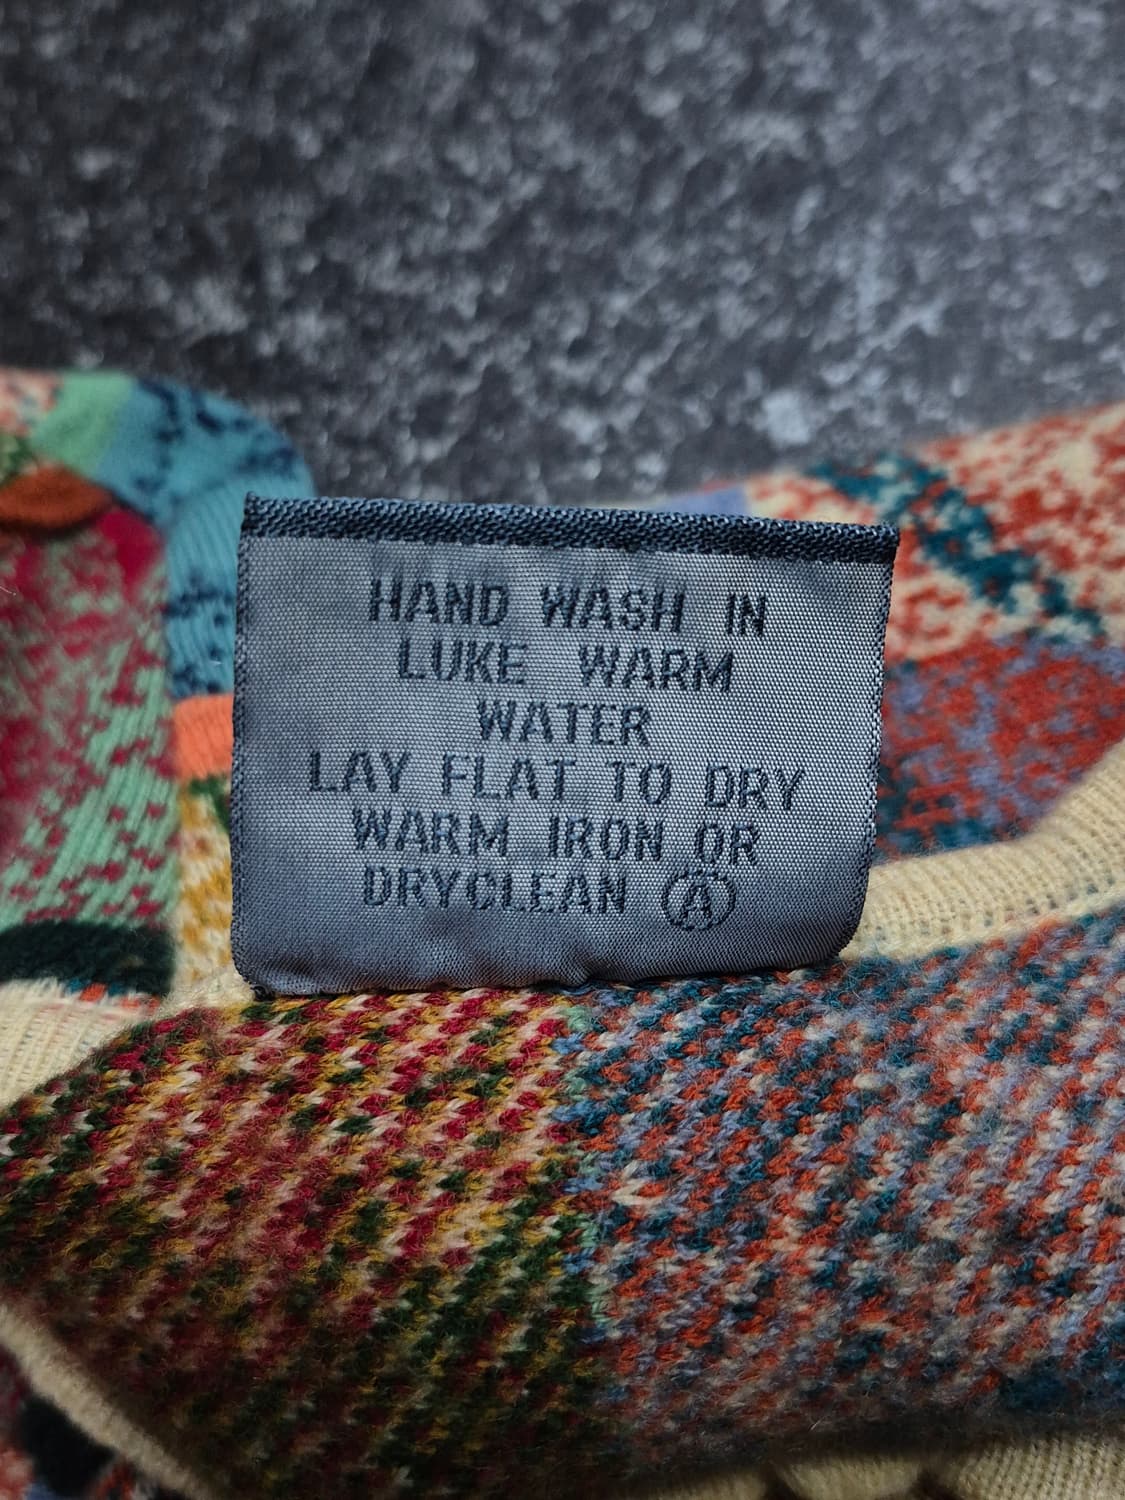 HAND WASH IN
LUKE WARM
WATER
LAY FLAT TO DRY
WARM IRON OR
DRYCLEAN Ⓐ